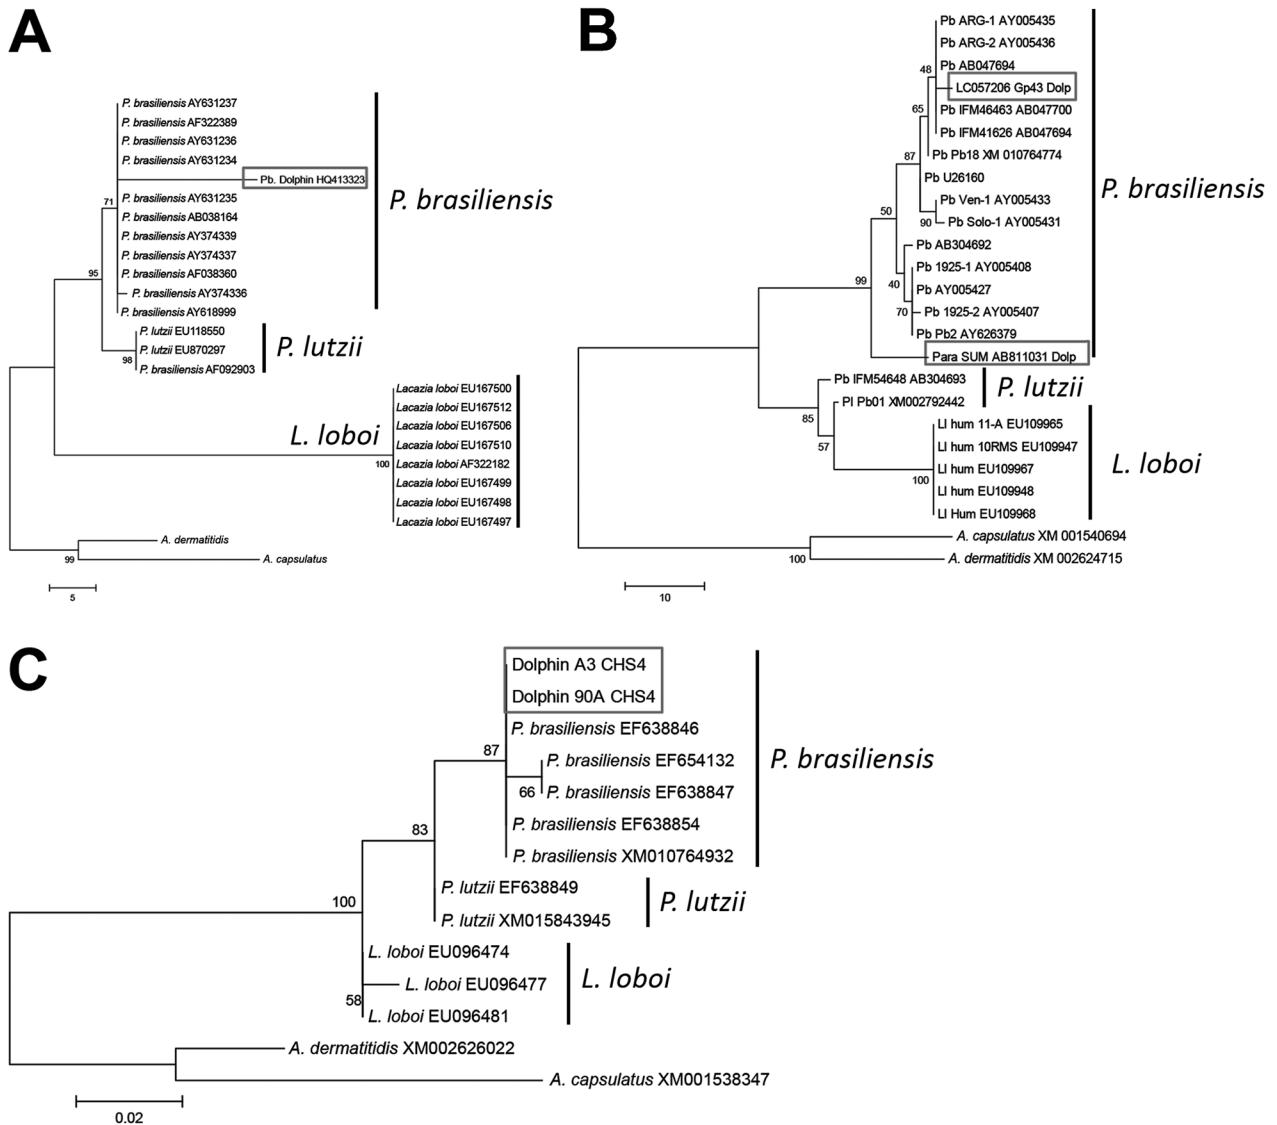 A
P. brasiliensis AY631237
P. brasiliensis AF322389
P. brasiliensis AY631236
P. brasiliensis AY631234
Pb. Dolphin HQ413323
P. brasiliensis AY631235
P. brasiliensis AB038164
P. brasiliensis AY374339
P. brasiliensis AY374337
P. brasiliensis AF038360
P. brasiliensis AY374336
P. brasiliensis AY618999
P. lutzii EU118550
P. lutzii EU870297
P. brasiliensis AF092903
Lacazia loboi EU167500
Lacazia loboi EU167512
Lacazia loboi EU167506
Lacazia loboi EU167510
Lacazia loboi AF322182
Lacazia loboi EU167499
Lacazia loboi EU167498
Lacazia loboi EU167497
A. dermatitidis
A. capsulatus
71
95
98
100
99
P. brasiliensis
P. lutzii
L. loboi
5
B
Pb ARG-1 AY005435
Pb ARG-2 AY005436
Pb AB047694
LC057206 Gp43 Dolp
Pb IFM46463 AB047700
Pb IFM41626 AB047694
Pb Pb18 XM 010764774
Pb U26160
Pb Ven-1 AY005433
Pb Solo-1 AY005431
Pb AB304692
Pb 1925-1 AY005408
Pb AY005427
Pb 1925-2 AY005407
Pb Pb2 AY626379
Para SUM AB811031 Dolp
Pb IFM54648 AB304693
Pl Pb01 XM002792442
Ll hum 11-A EU109965
Ll hum 10RMS EU109947
Ll hum EU109967
Ll hum EU109948
Ll Hum EU109968
A. capsulatus XM 001540694
A. dermatitidis XM 002624715
48
65
87
90
50
40
70
99
85
57
100
100
P. brasiliensis
P. lutzii
L. loboi
10
C
Dolphin A3 CHS4
Dolphin 90A CHS4
P. brasiliensis EF638846
P. brasiliensis EF654132
P. brasiliensis EF638847
P. brasiliensis EF638854
P. brasiliensis XM010764932
P. lutzii EF638849
P. lutzii XM015843945
L. loboi EU096474
L. loboi EU096477
L. loboi EU096481
A. dermatitidis XM002626022
A. capsulatus XM001538347
87
66
83
100
58
P. brasiliensis
P. lutzii
L. loboi
0.02